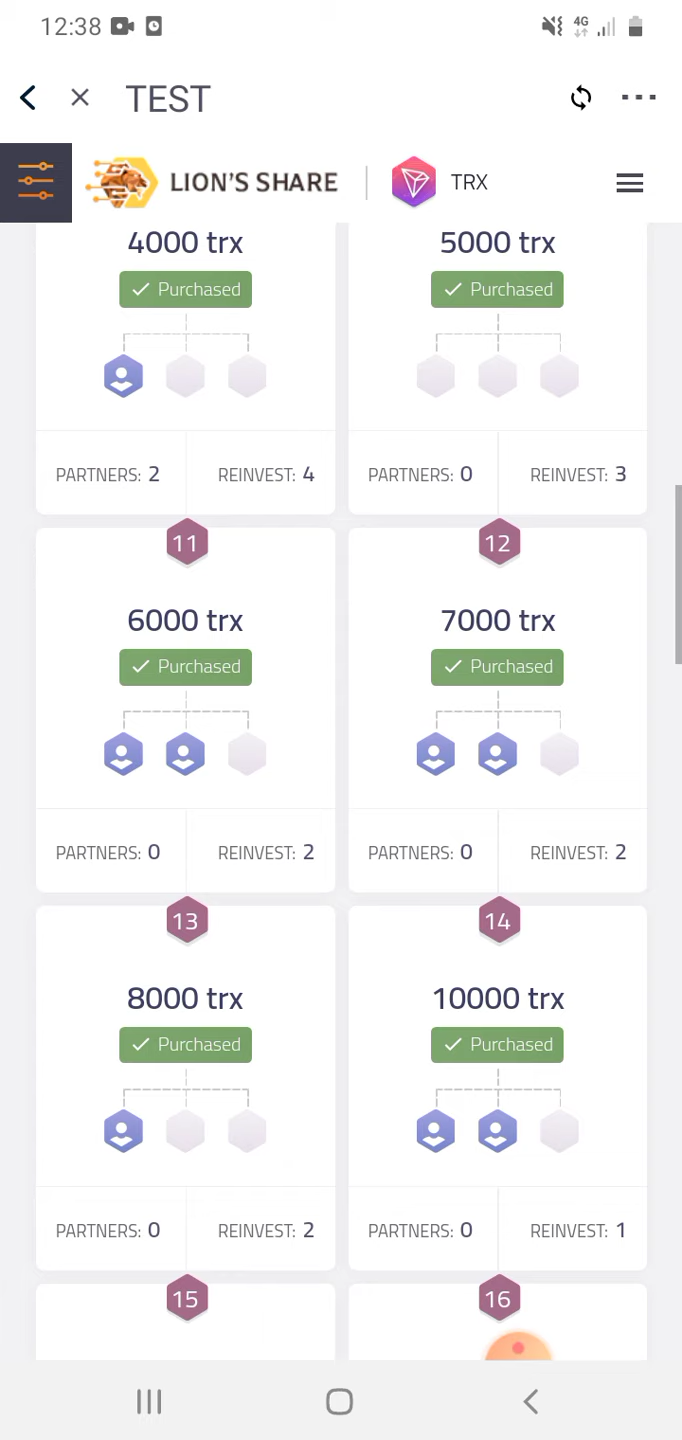 12:38 4G
TEST
LION'S SHARE TRX
4000 trx 5000 trx
Purchased Purchased
PARTNERS: 2 REINVEST: 4 PARTNERS: 0 REINVEST: 3
11 12
6000 trx 7000 trx
Purchased Purchased
PARTNERS: 0 REINVEST: 2 PARTNERS: 0 REINVEST: 2
13 14
8000 trx 10000 trx
Purchased Purchased
PARTNERS: 0 REINVEST: 2 PARTNERS: 0 REINVEST: 1
15 16